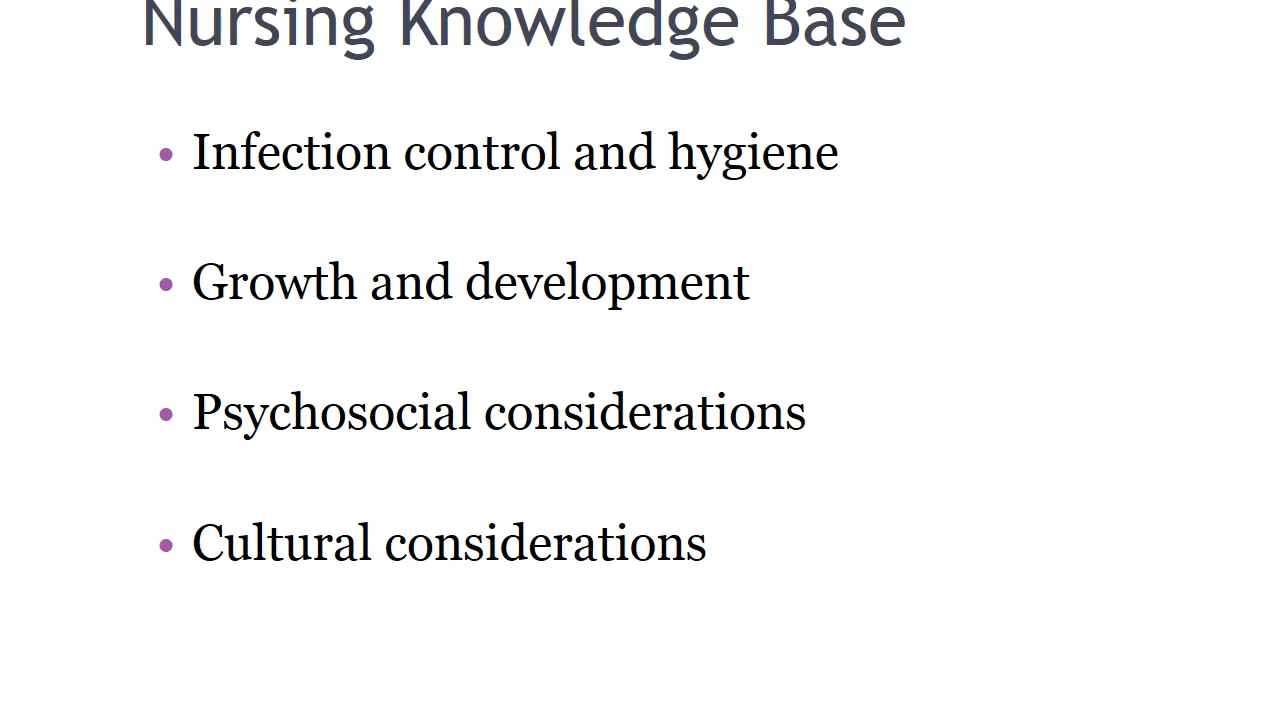 Nursing Knowledge Base
• Infection control and hygiene
• Growth and development
• Psychosocial considerations
• Cultural considerations